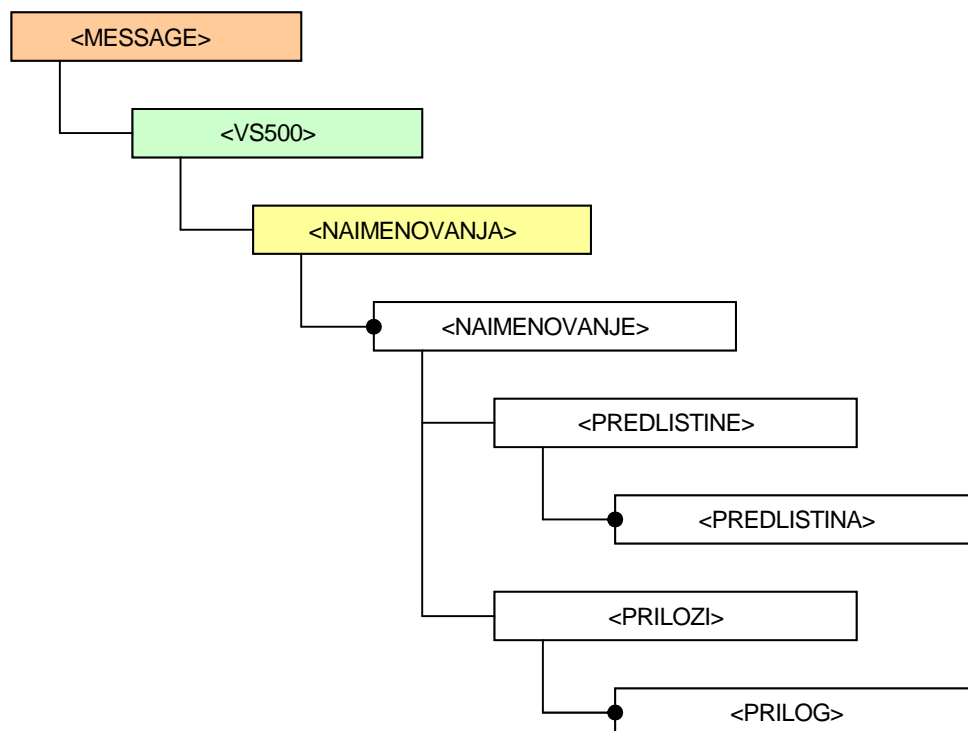 <MESSAGE>
<VS500>
<NAIMENOVANJA>
<NAIMENOVANJE>
<PREDLISTINE>
<PREDLISTINA>
<PRILOZI>
<PRILOG>